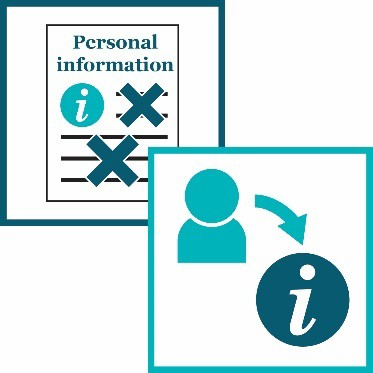 Personal
information
i
i